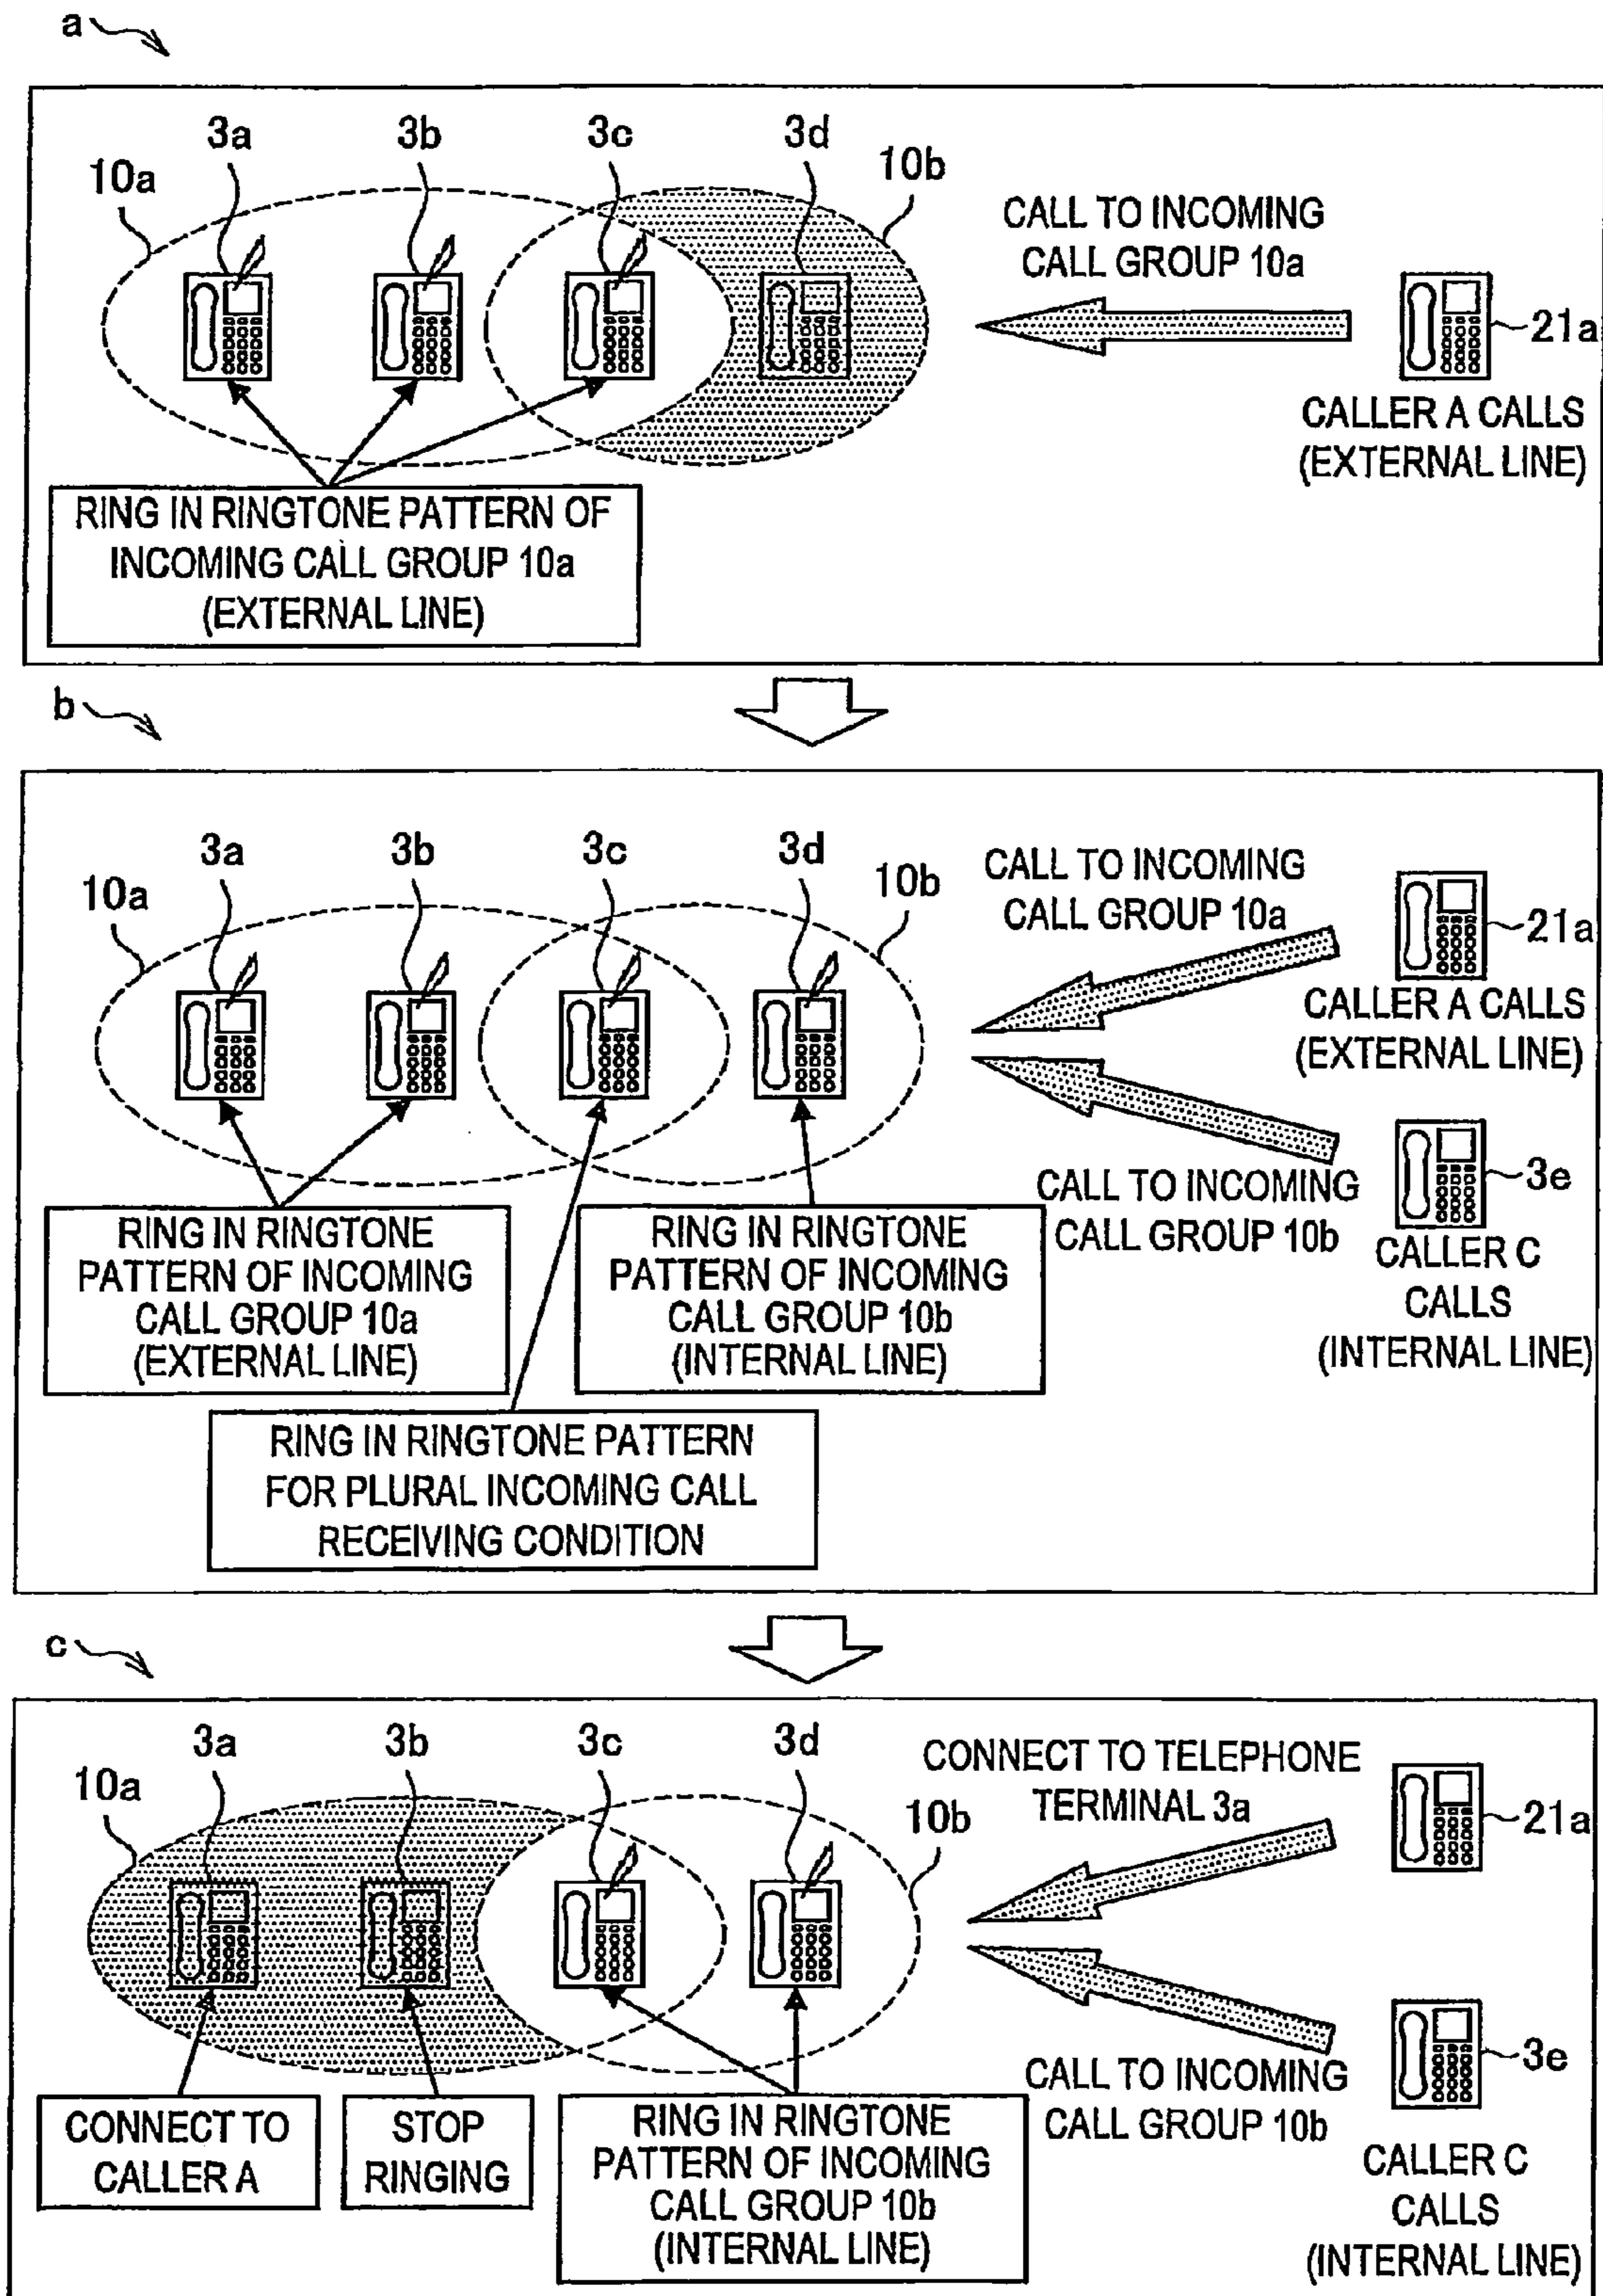 a
3a
3b
3c
3d
10a
10b
CALL TO INCOMING
CALL GROUP 10a
21a
CALLER A CALLS
(EXTERNAL LINE)
RING IN RINGTONE PATTERN OF
INCOMING CALL GROUP 10a
(EXTERNAL LINE)
b
3a
3b
3c
3d
10a
10b
CALL TO INCOMING
CALL GROUP 10a
21a
CALLER A CALLS
(EXTERNAL LINE)
3e
CALL TO INCOMING
CALL GROUP 10b
CALLER C
CALLS
(INTERNAL LINE)
RING IN RINGTONE
PATTERN OF INCOMING
CALL GROUP 10a
(EXTERNAL LINE)
RING IN RINGTONE
PATTERN OF INCOMING
CALL GROUP 10b
(INTERNAL LINE)
RING IN RINGTONE PATTERN
FOR PLURAL INCOMING CALL
RECEIVING CONDITION
c
3a
3b
3c
3d
10a
10b
CONNECT TO TELEPHONE
TERMINAL 3a
21a
3e
CALL TO INCOMING
CALL GROUP 10b
CALLER C
CALLS
(INTERNAL LINE)
CONNECT TO
CALLER A
STOP
RINGING
RING IN RINGTONE
PATTERN OF INCOMING
CALL GROUP 10b
(INTERNAL LINE)